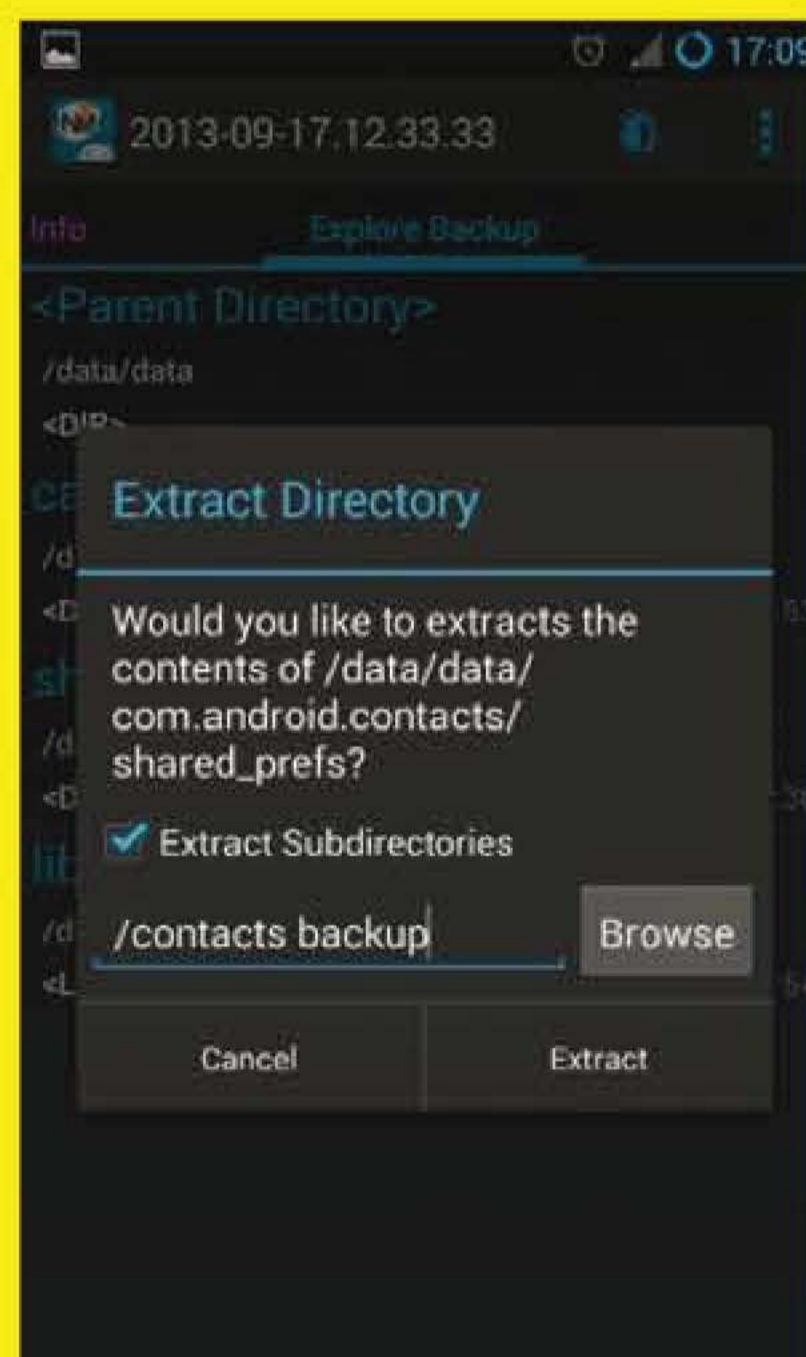 17:09
2013-09-17.12.33.33
Info
Explore Backup
<Parent Directory>
/data/data
Extract Directory
Would you like to extracts the
contents of /data/data/
com.android.contacts/
shared_prefs?
Extract Subdirectories
/contacts backup
Browse
Cancel
Extract